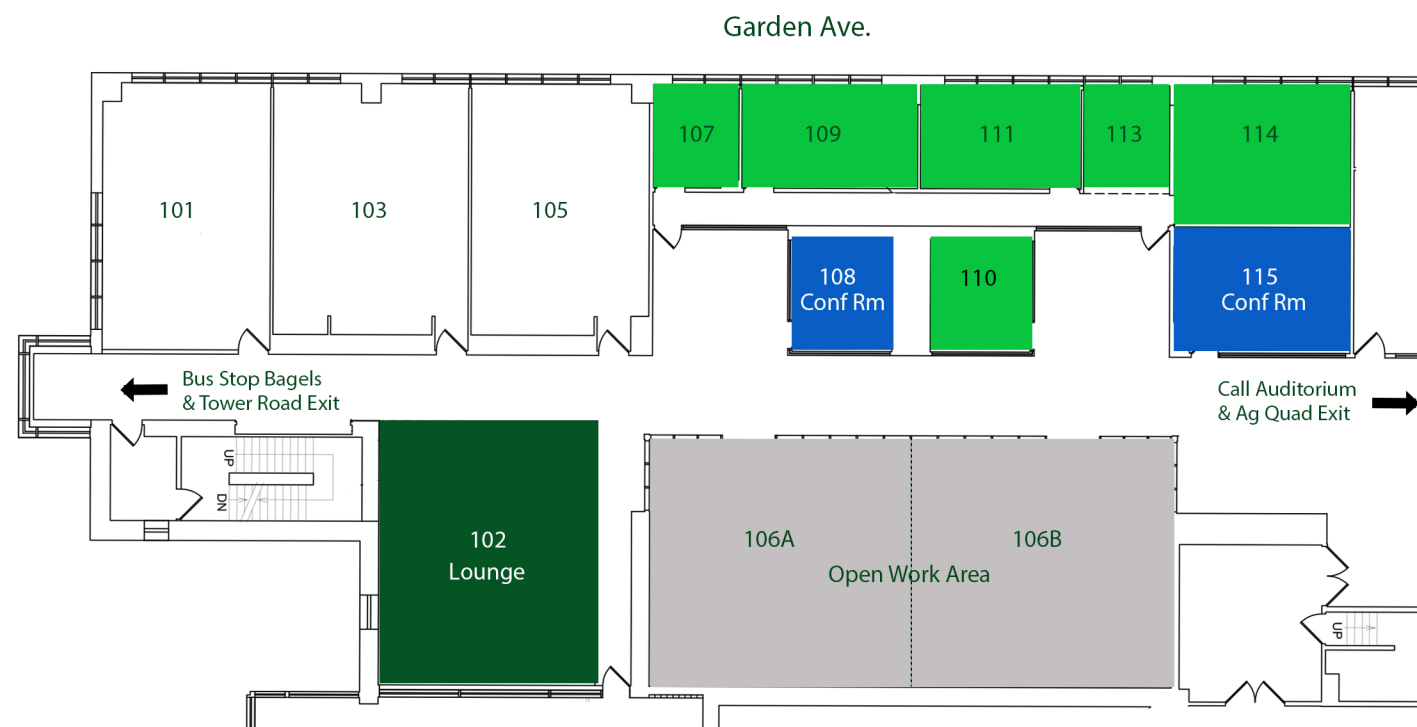 Garden Ave.
107
109
111
113
114
101
103
105
108
Conf Rm
110
115
Conf Rm
Bus Stop Bagels
& Tower Road Exit
Call Auditorium
& Ag Quad Exit
UP
DN
102
Lounge
106A
106B
Open Work Area
UP